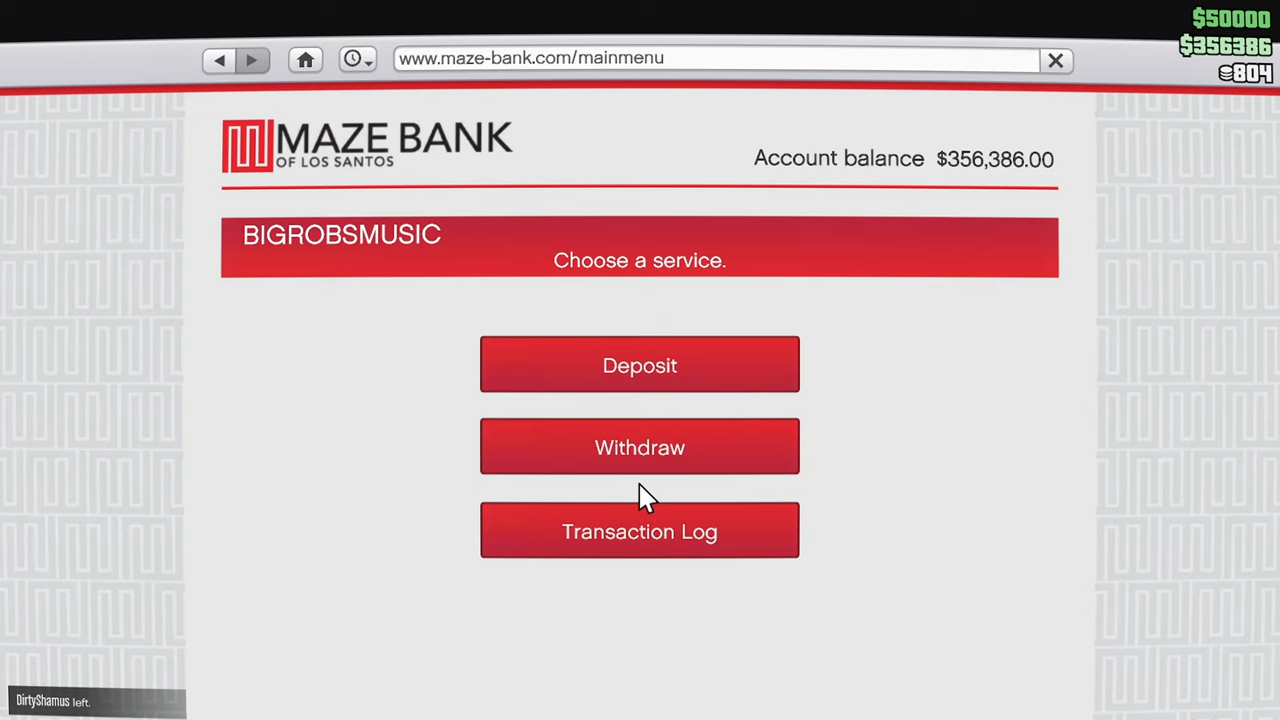 $50000
$356386
804
www.maze-bank.com/mainmenu
MAZE BANK
OF LOS SANTOS
Account balance $356,386.00
BIGROBSMUSIC
Choose a service.
Deposit
Withdraw
Transaction Log
DirtyShamus left.